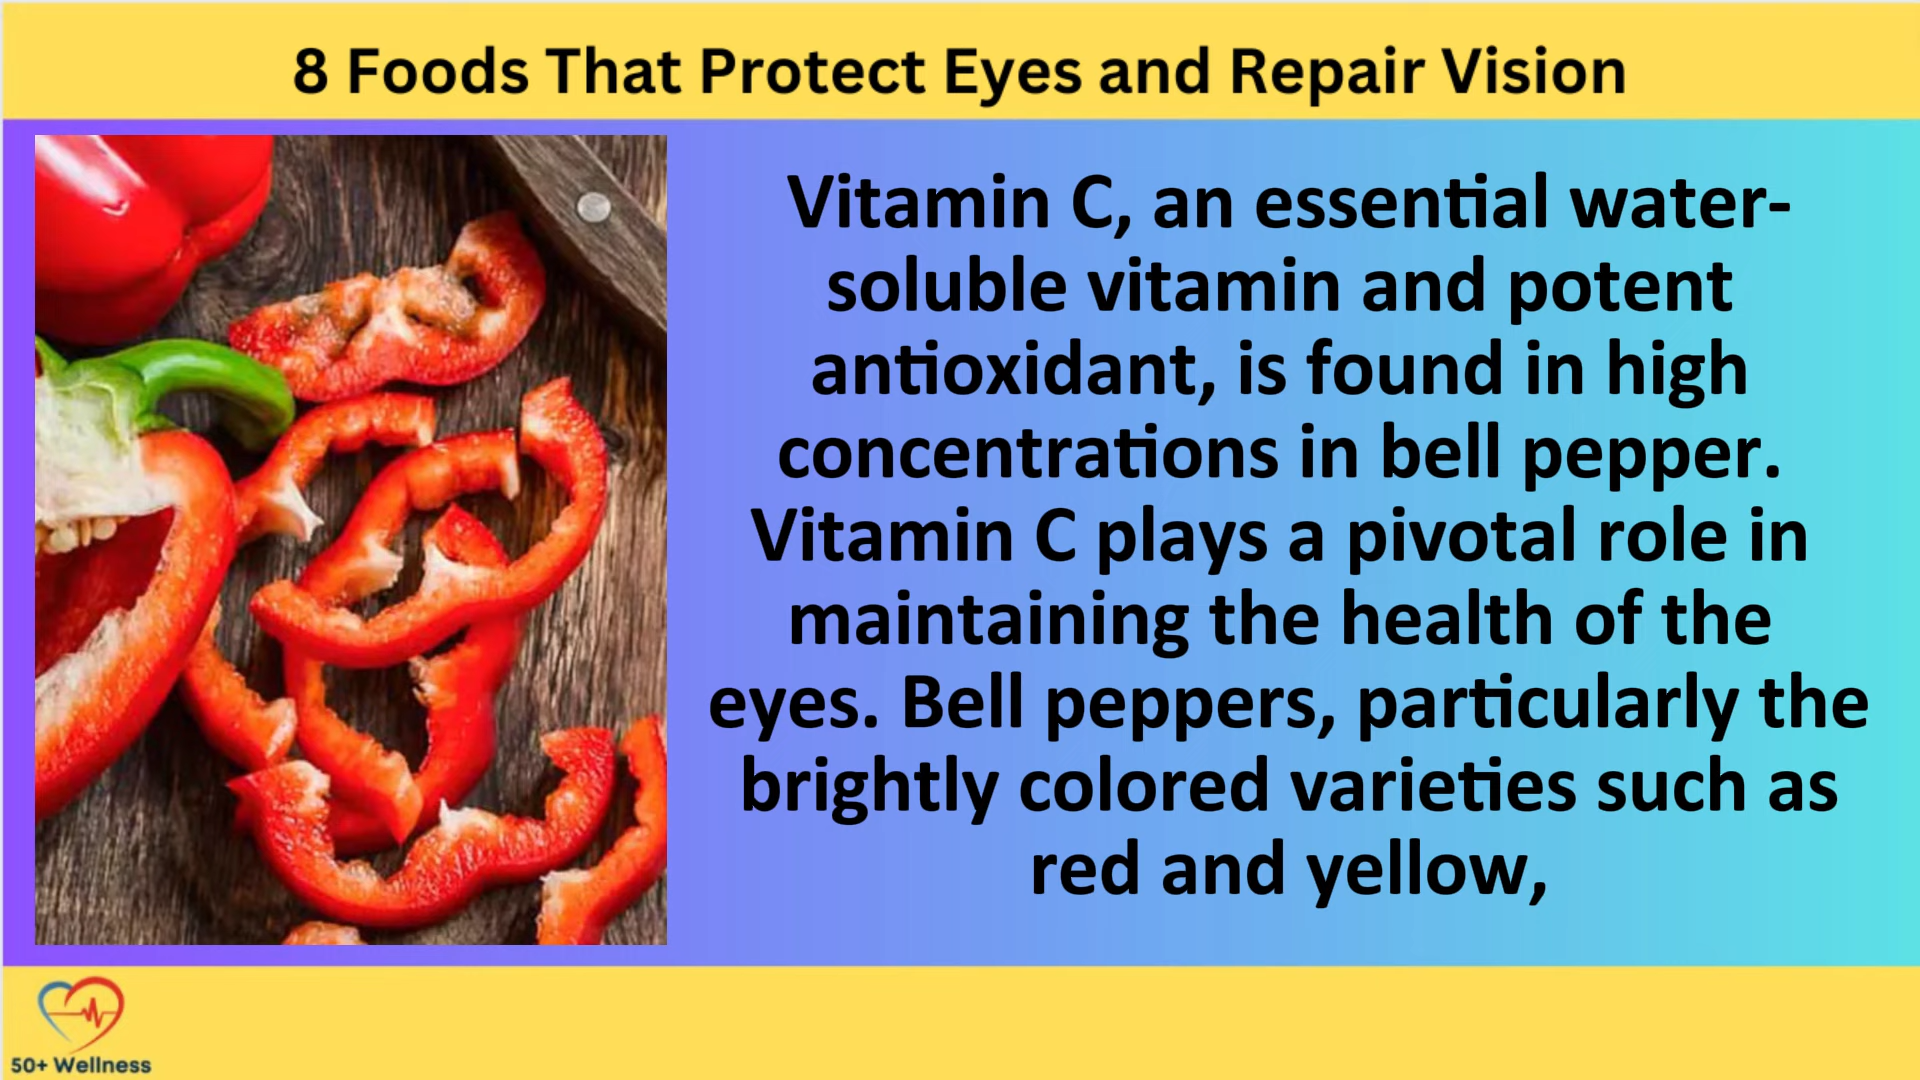 8 Foods That Protect Eyes and Repair Vision
Vitamin C, an essential water-
soluble vitamin and potent
antioxidant, is found in high
concentrations in bell pepper.
Vitamin C plays a pivotal role in
maintaining the health of the
eyes. Bell peppers, particularly the
brightly colored varieties such as
red and yellow,
50+ Wellness